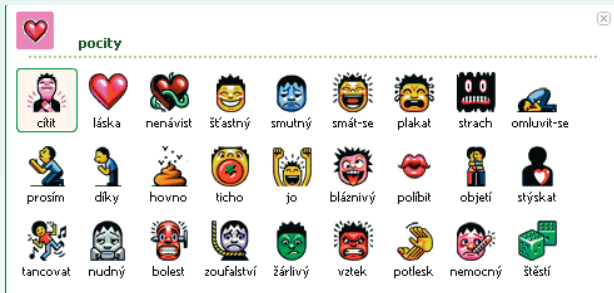 pocity
cítit láska nenávist šťastný smutný smát-se plakat strach omluvit-se
prosím díky hovno ticho jo bláznivý políbit objetí stýskat
tancovat nudný bolest zoufalství žárlivý vztek potlesk nemocný štěstí